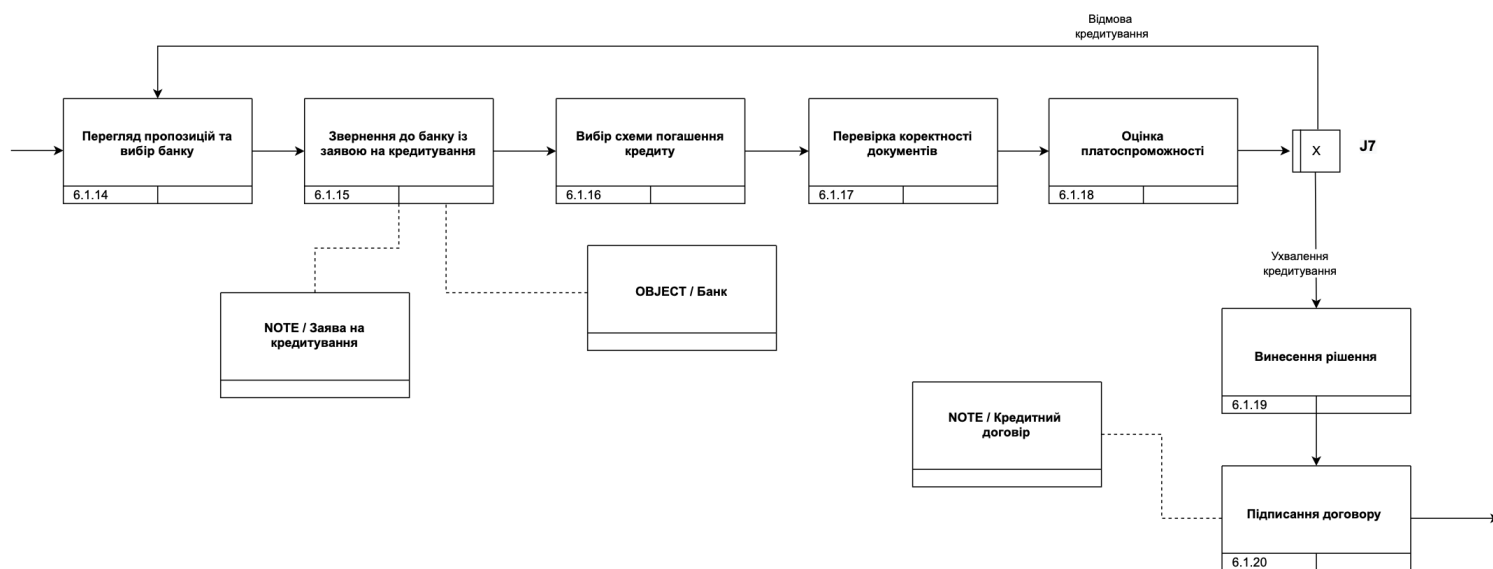 Відмова
кредитування
Перегляд пропозицій та
вибір банку
6.1.14
Звернення до банку із
заявою на кредитування
6.1.15
Вибір схеми погашення
кредиту
6.1.16
Перевірка коректності
документів
6.1.17
Оцінка
платоспроможності
6.1.18
X
J7
Ухвалення
кредитування
NOTE / Заява на
кредитування
OBJECT / Банк
Винесення рішення
6.1.19
NOTE / Кредитний
договір
Підписання договору
6.1.20